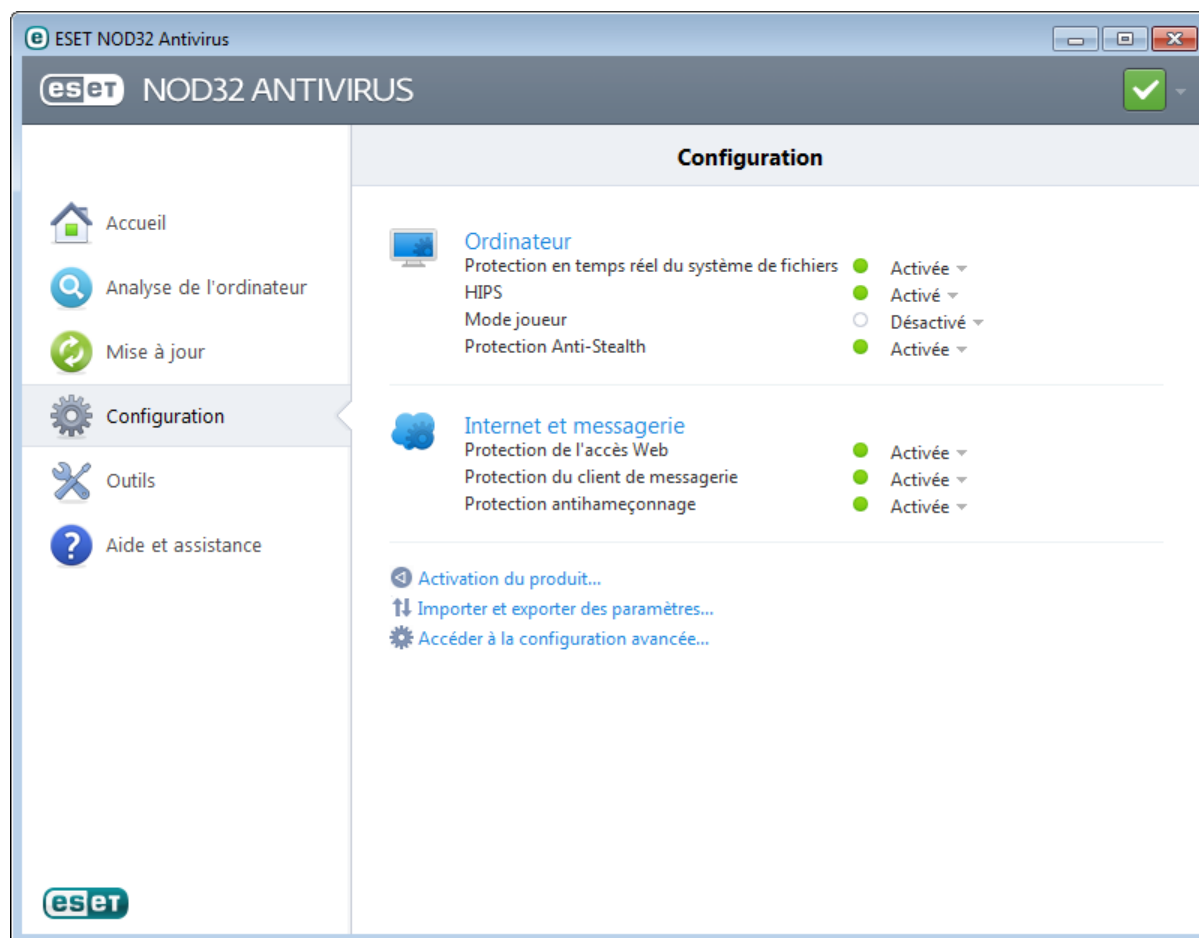 ESET NOD32 Antivirus
eset NOD32 ANTIVIRUS
Configuration
Accueil
Analyse de l'ordinateur
Mise à jour
Configuration
Outils
Aide et assistance
Ordinateur
Protection en temps réel du système de fichiers Activée
HIPS Activé
Mode joueur Désactivé
Protection Anti-Stealth Activée
Internet et messagerie
Protection de l'accès Web Activée
Protection du client de messagerie Activée
Protection antihameçonnage Activée
Activation du produit...
Importer et exporter des paramètres...
Accéder à la configuration avancée...
eset